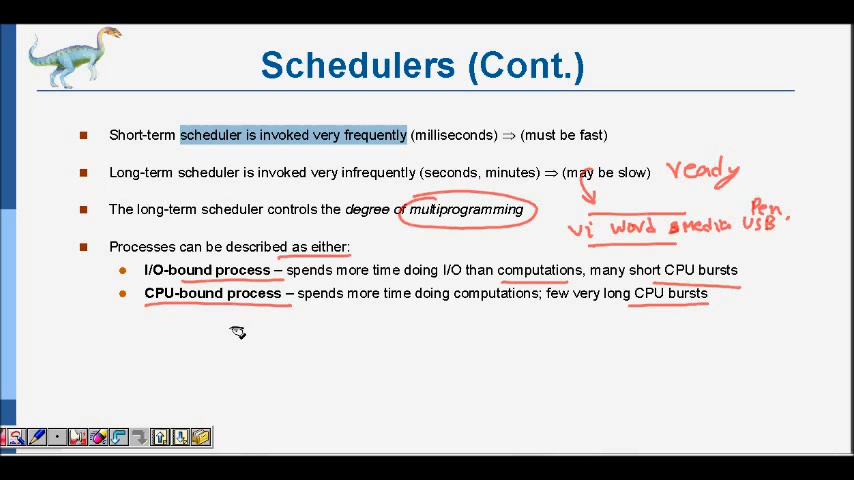 Schedulers (Cont.)
Short-term scheduler is invoked very frequently (milliseconds) ⇒ (must be fast)
Long-term scheduler is invoked very infrequently (seconds, minutes) ⇒ (may be slow)
ready
The long-term scheduler controls the degree of multiprogramming
vi word media Pen USB
Processes can be described as either:
I/O-bound process – spends more time doing I/O than computations, many short CPU bursts
CPU-bound process – spends more time doing computations; few very long CPU bursts